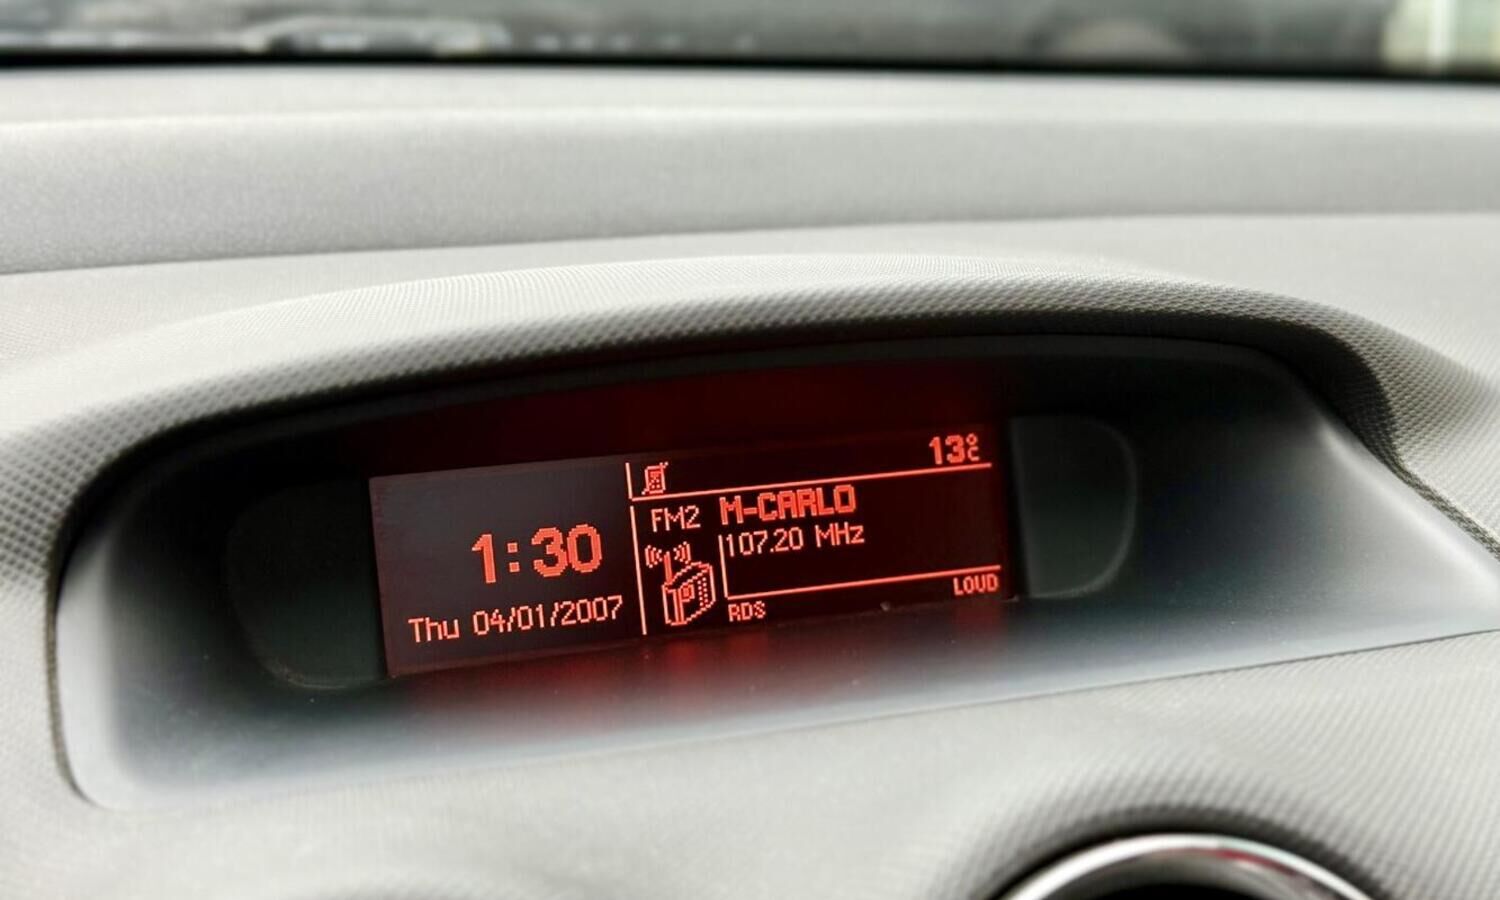 13°C
1:30
Thu 04/01/2007
FM2 M-CARLO
107.20 MHz
LOUD
RDS